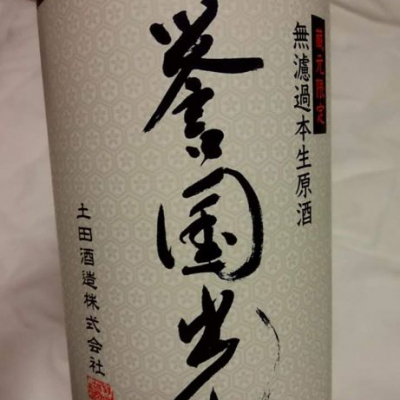 蔵元限定
無濾過本生原酒
誉国光
土田酒造株式会社